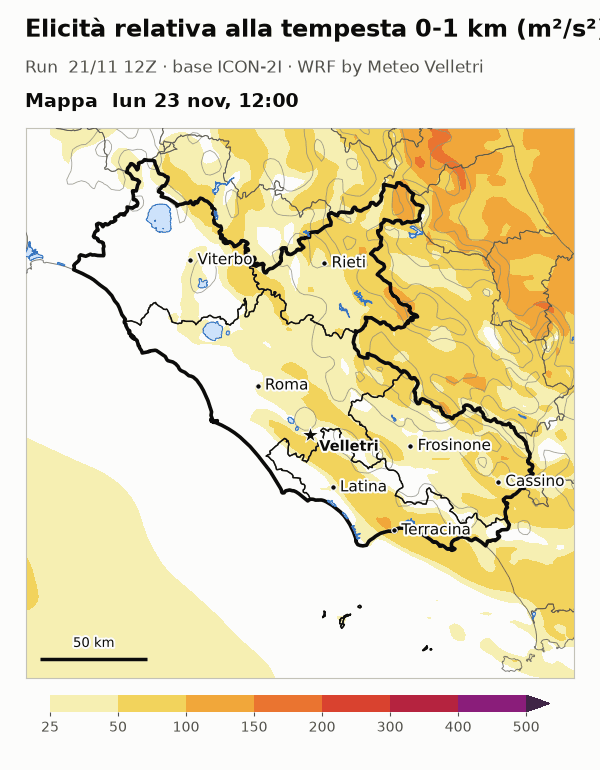 Elicità relativa alla tempesta 0-1 km (m²/s²)
Run 21/11 12Z · base ICON-2I · WRF by Meteo Velletri
Mappa lun 23 nov, 12:00
Viterbo
Rieti
Roma
Velletri
Frosinone
Cassino
Latina
Terracina
50 km
25 50 100 150 200 300 400 500